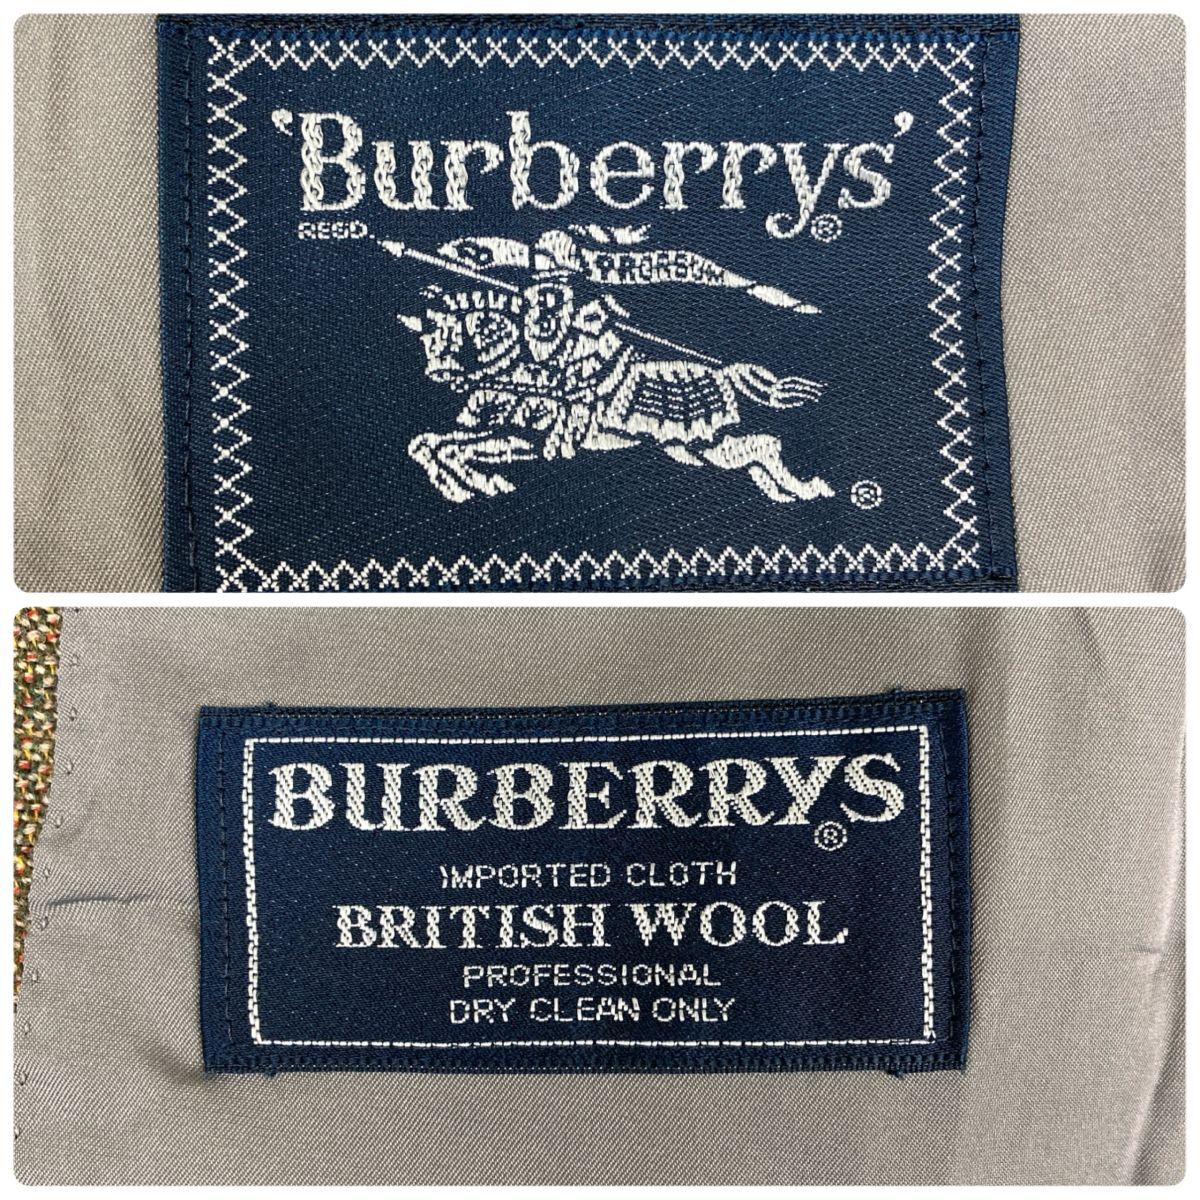 'Burberrys'
REGD ®
PRORSUM
®
BURBERRYS
®
IMPORTED CLOTH
BRITISH WOOL
PROFESSIONAL
DRY CLEAN ONLY